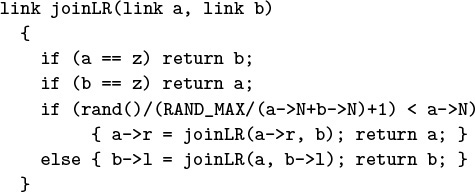 link joinLR(link a, link b)
{
if (a == z) return b;
if (b == z) return a;
if (rand()/(RAND_MAX/(a->N+b->N)+1) < a->N)
{ a->r = joinLR(a->r, b); return a; }
else { b->l = joinLR(a, b->l); return b; }
}